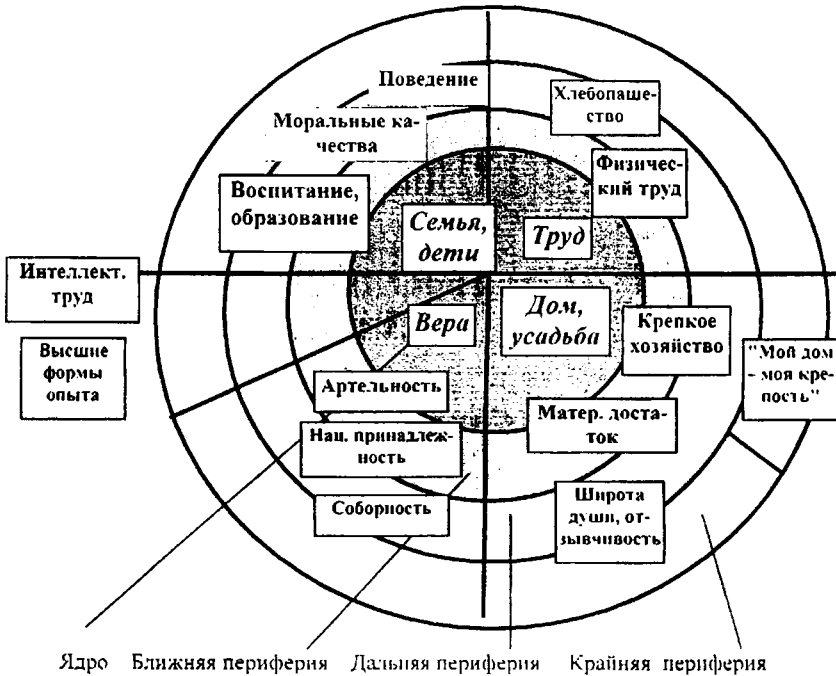 Поведение
Хлебопаше-
ство
Моральные ка-
чества
Физичес-
кий труд
Воспитание,
образование
Семья,
дети
Труд
Интеллект.
труд
Вера
Дом,
усадьба
Крепкое
хозяйство
Высшие
формы
опыта
"Мой дом
- моя кре-
пость"
Артельность
Матер. доста-
ток
Нац. принадлеж-
ность
Соборность
Широта
души, от-
зывчивость
Ядро Ближняя периферия Дальняя периферия Крайняя периферия